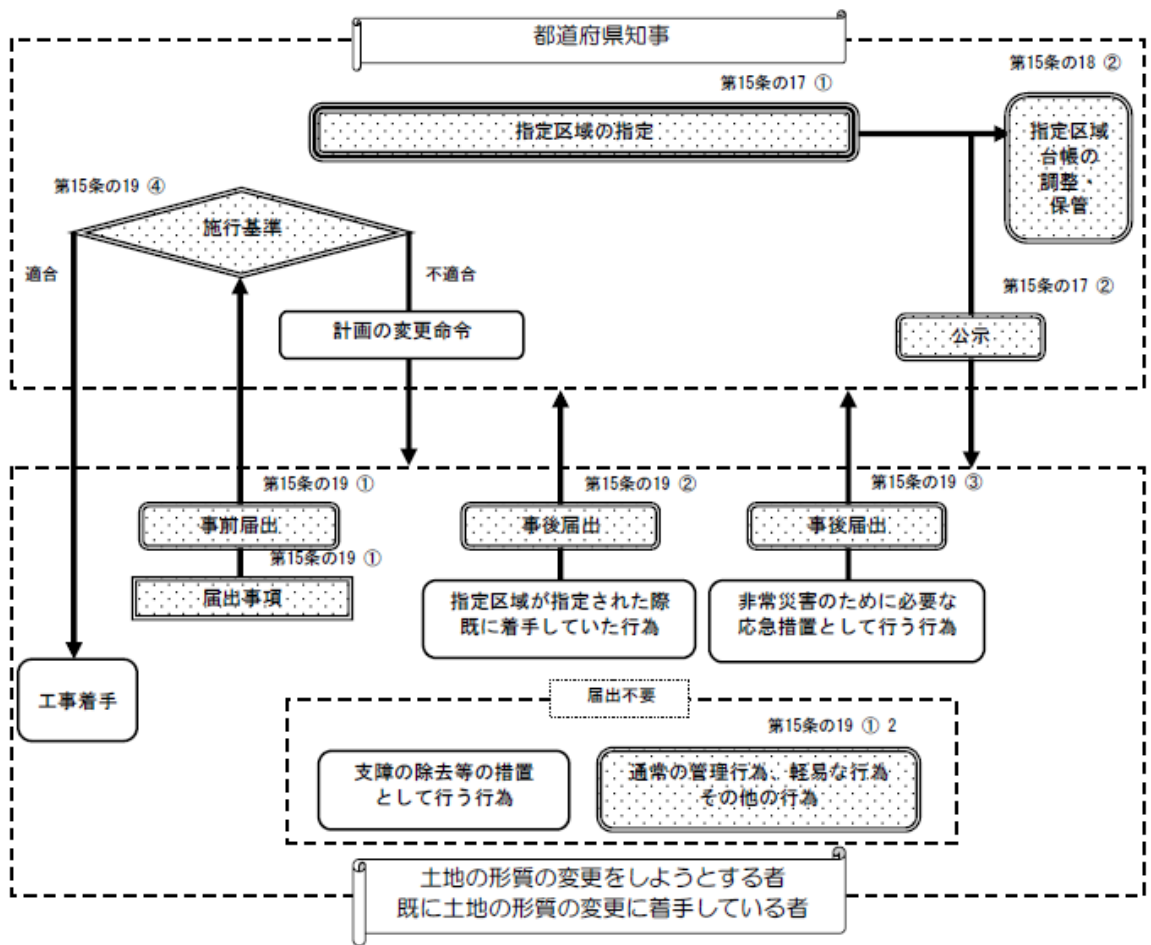 都道府県知事
第15条の17 ①
第15条の18 ②
指定区域の指定
指定区域
台帳の
調整・
保管
第15条の19 ④
施行基準
適合
不適合
第15条の17 ②
計画の変更命令
公示
第15条の19 ①
第15条の19 ②
第15条の19 ③
事前届出
事後届出
事後届出
第15条の19 ①
届出事項
指定区域が指定された際
既に着手していた行為
非常災害のために必要な
応急措置として行う行為
工事着手
届出不要
第15条の19 ① 2
支障の除去等の措置
として行う行為
通常の管理行為、軽易な行為
その他の行為
土地の形質の変更をしようとする者
既に土地の形質の変更に着手している者